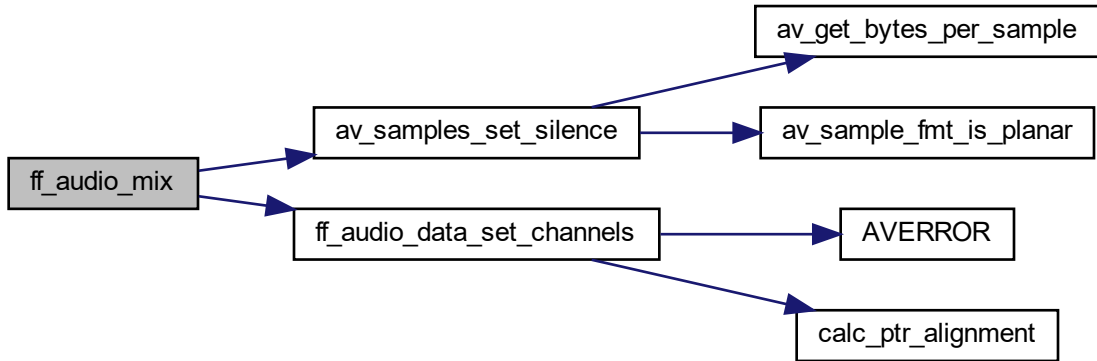 ff_audio_mix
av_samples_set_silence
av_get_bytes_per_sample
av_sample_fmt_is_planar
ff_audio_data_set_channels
AVERROR
calc_ptr_alignment